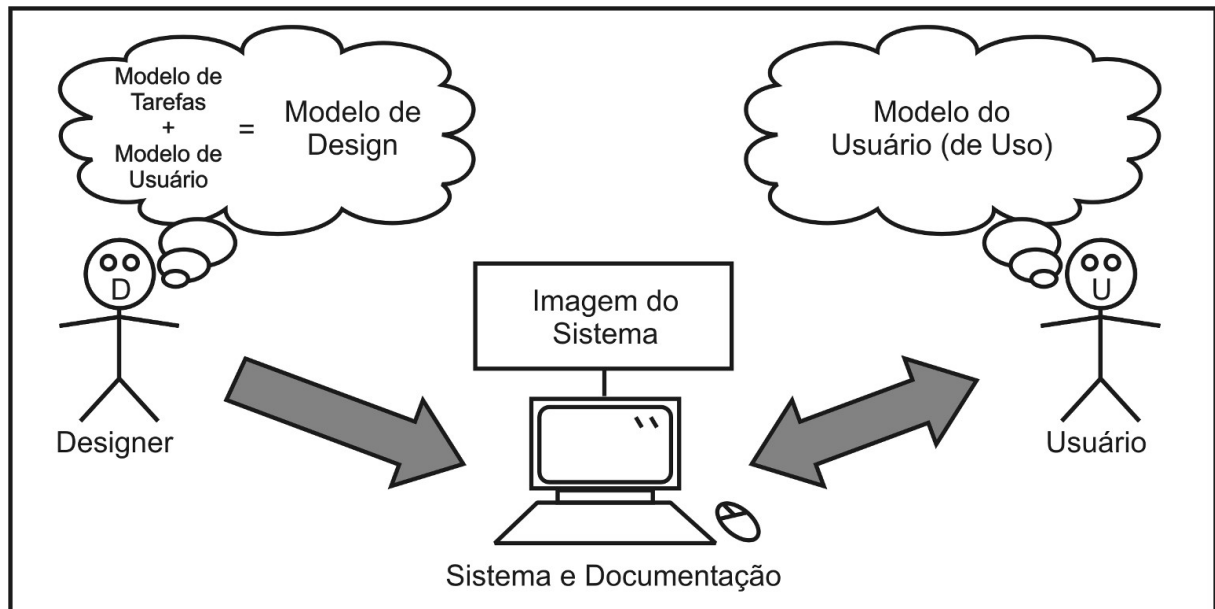 Modelo de
Tarefas
+
Modelo de
Usuário
=
Modelo de
Design
Modelo do
Usuário (de Uso)
D
U
Imagem do
Sistema
Designer
Usuário
Sistema e Documentação